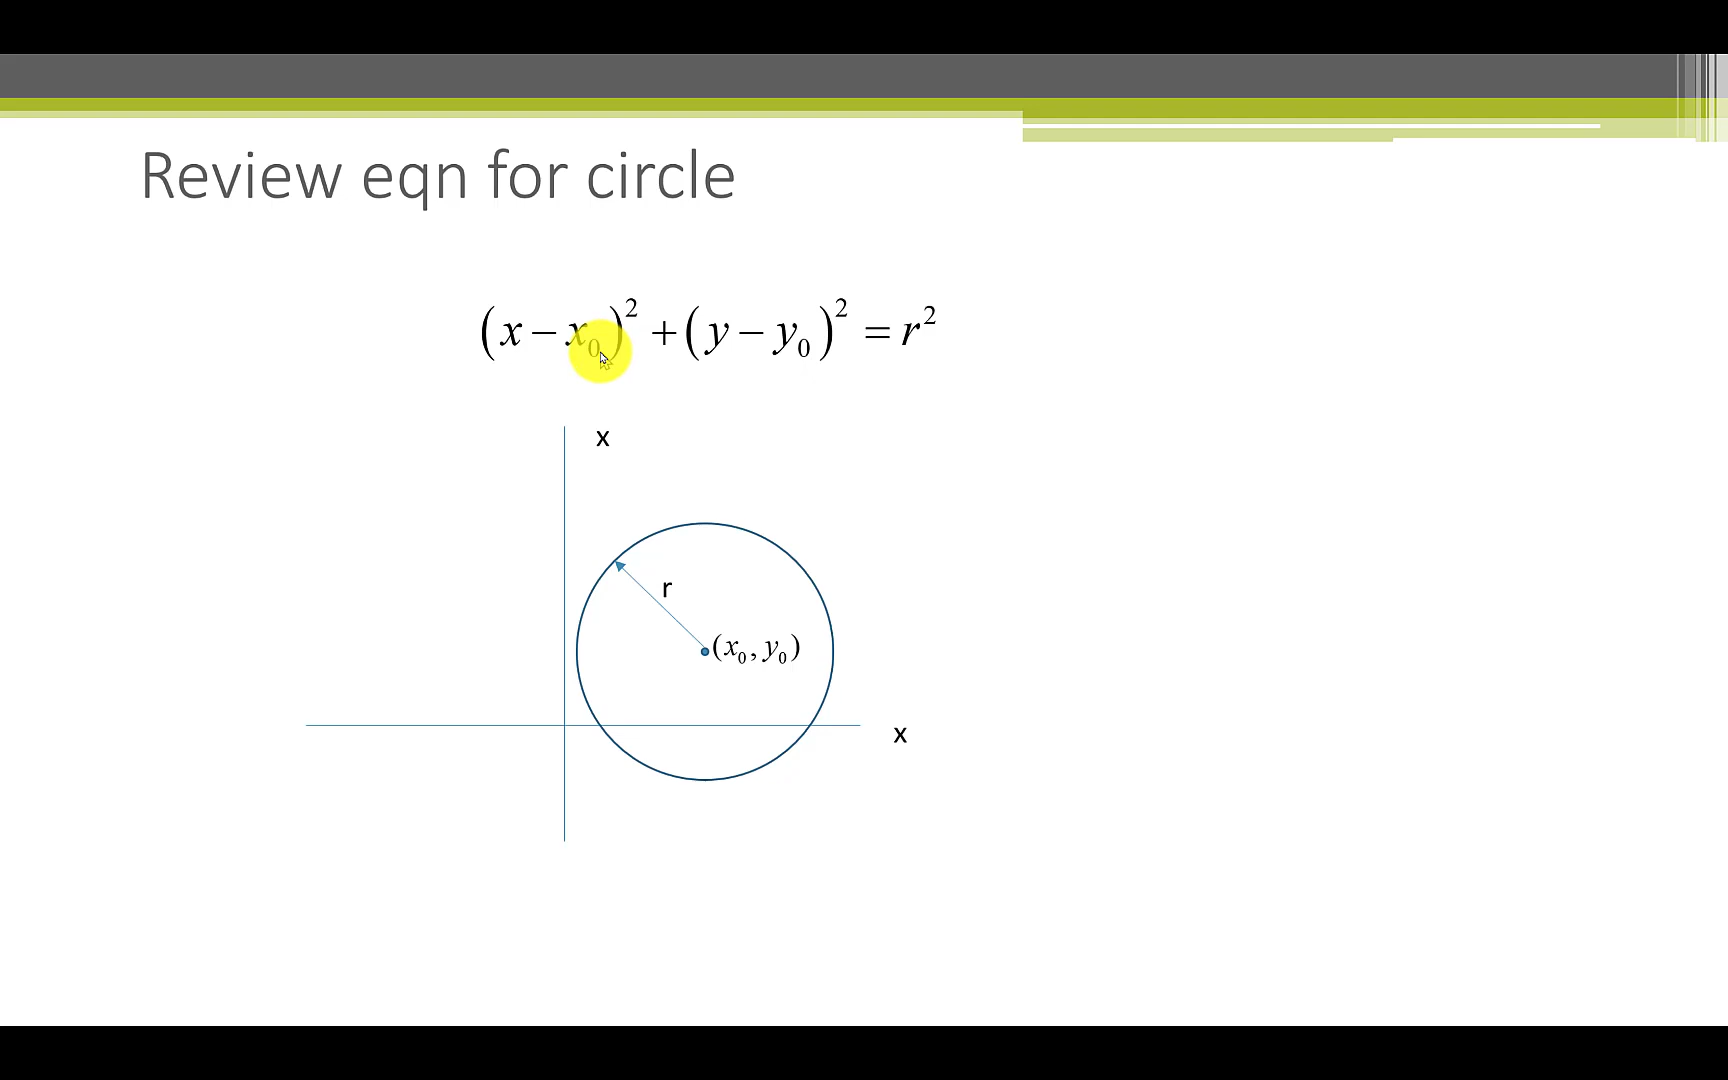 Review eqn for circle
(x − x₀)² + (y − y₀)² = r²
x
r
(x₀, y₀)
x